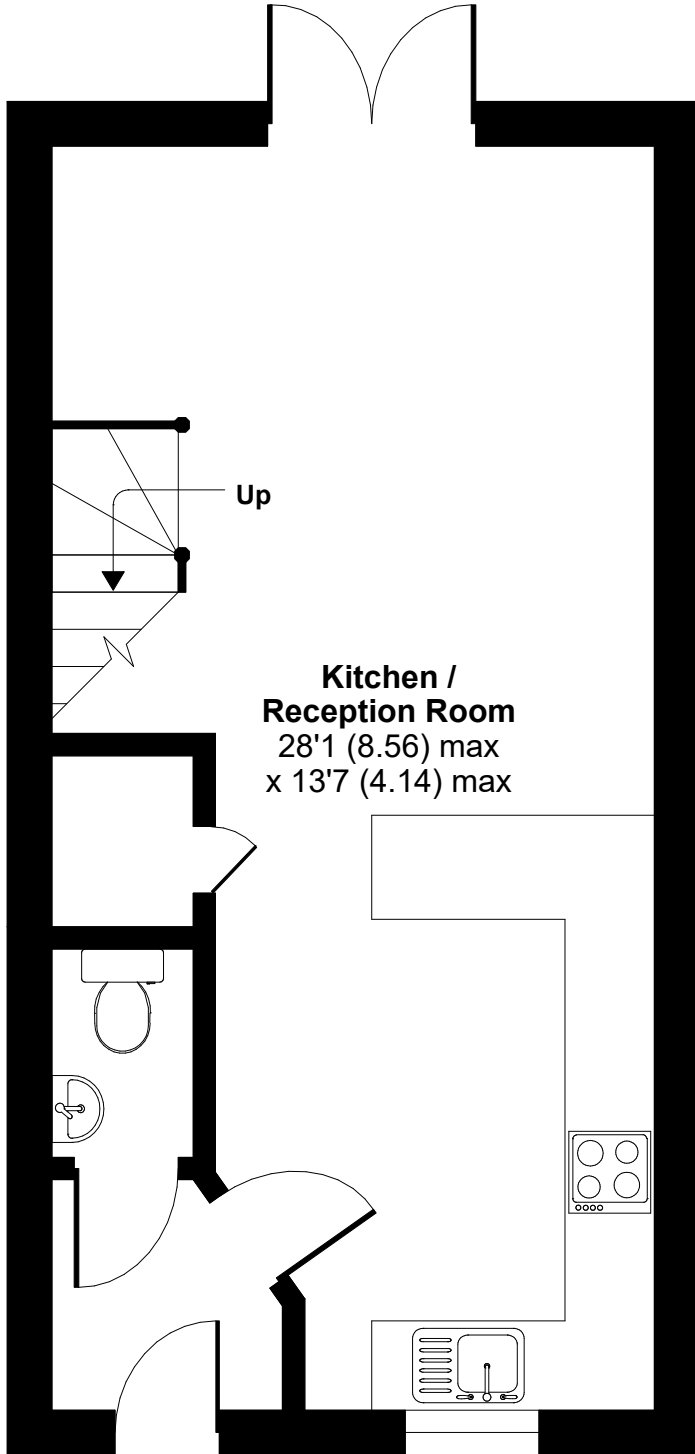 Up
Kitchen /
Reception Room
28'1 (8.56) max
x 13'7 (4.14) max